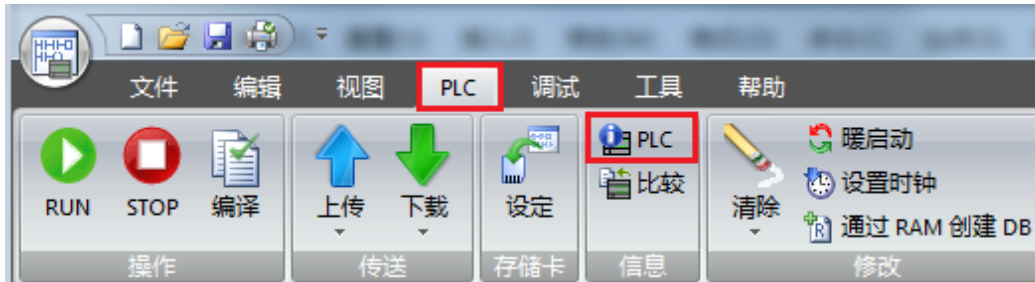 文件 编辑 视图 PLC 调试 工具 帮助
RUN STOP 编译 上传 下载 设定 PLC 比较 清除 暖启动
设置时钟
通过 RAM 创建 DB
操作 传送 存储卡 信息 修改